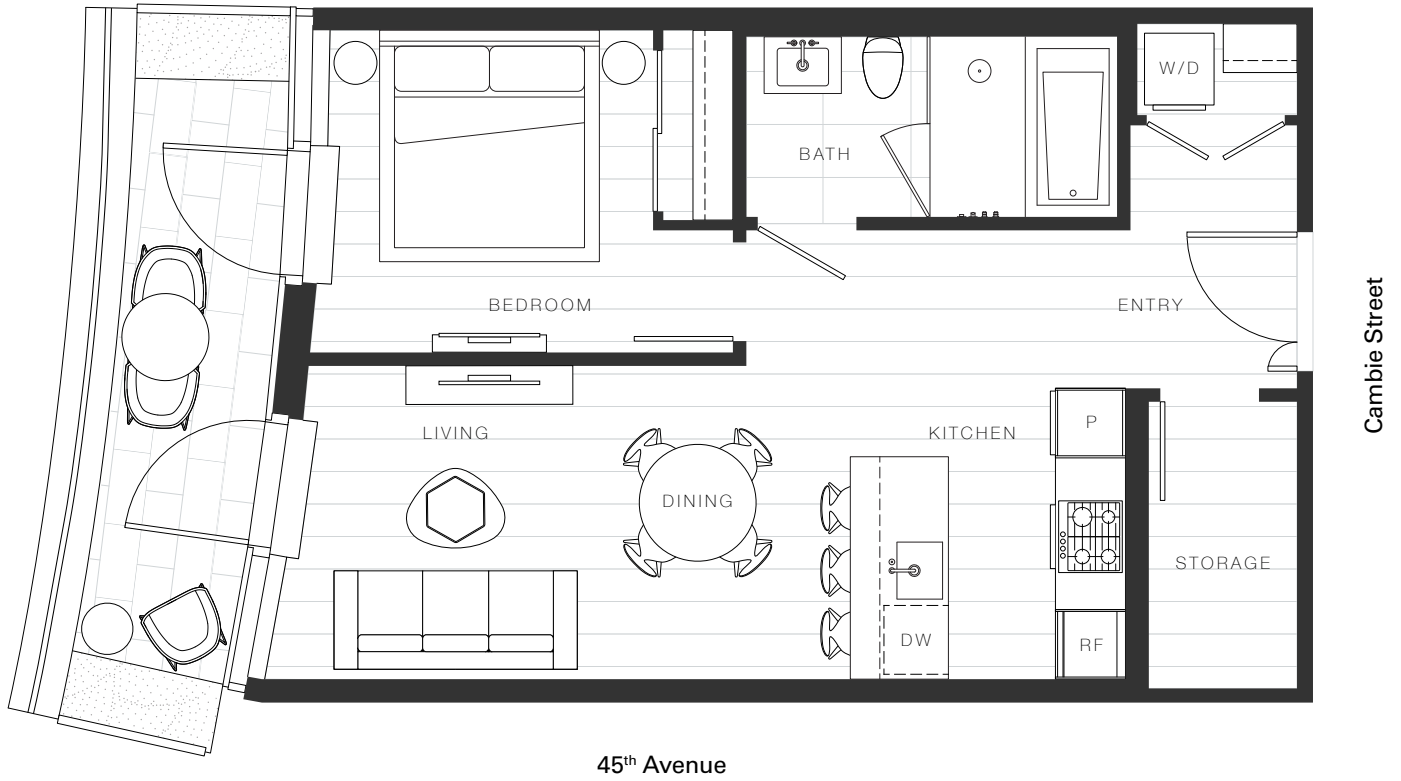 W/D
BATH
BEDROOM
ENTRY
Cambie Street
P
LIVING
KITCHEN
DINING
STORAGE
DW
RF
45th Avenue